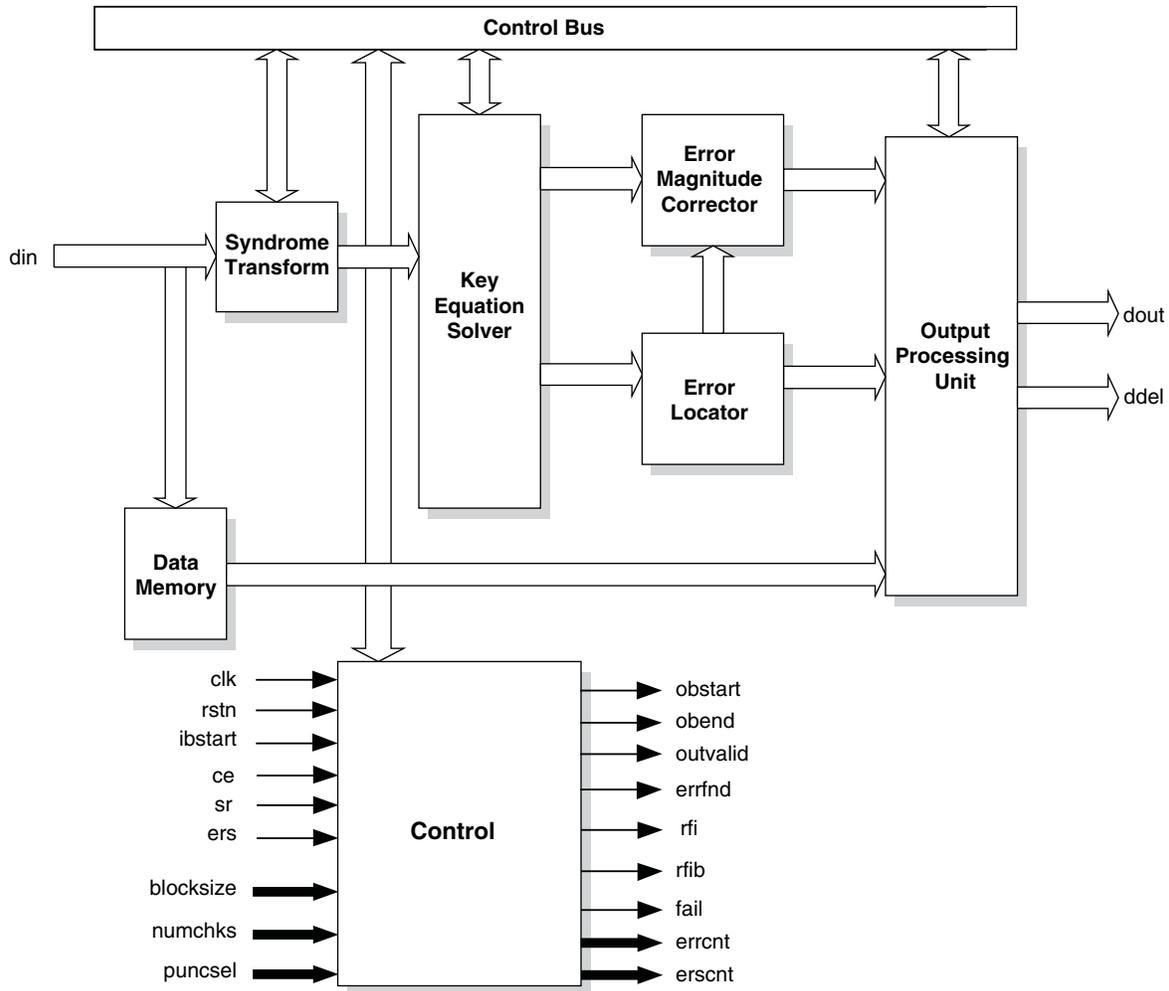 Control Bus
Error
Magnitude
Corrector
Syndrome
Transform
din
Key
Equation
Solver
Output
Processing
Unit
dout
ddel
Error
Locator
Data
Memory
clk
rstn
ibstart
ce
sr
ers
blocksize
numchks
puncsel
Control
obstart
obend
outvalid
errfnd
rfi
rfib
fail
errcnt
erscnt